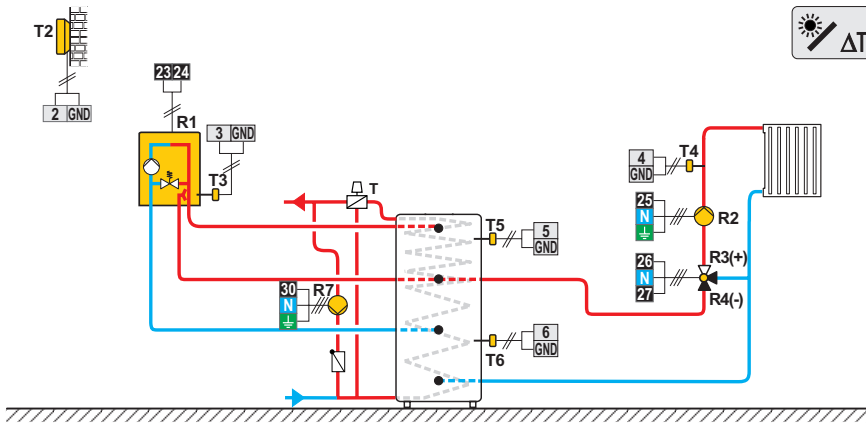 T2
2 GND
23 24
R1
3 GND
T3
T
T5
5
GND
6
GND
T6
30
N
R7
4
GND
T4
25
N
R2
26
N
27
R3(+)
R4(-)
ΔT